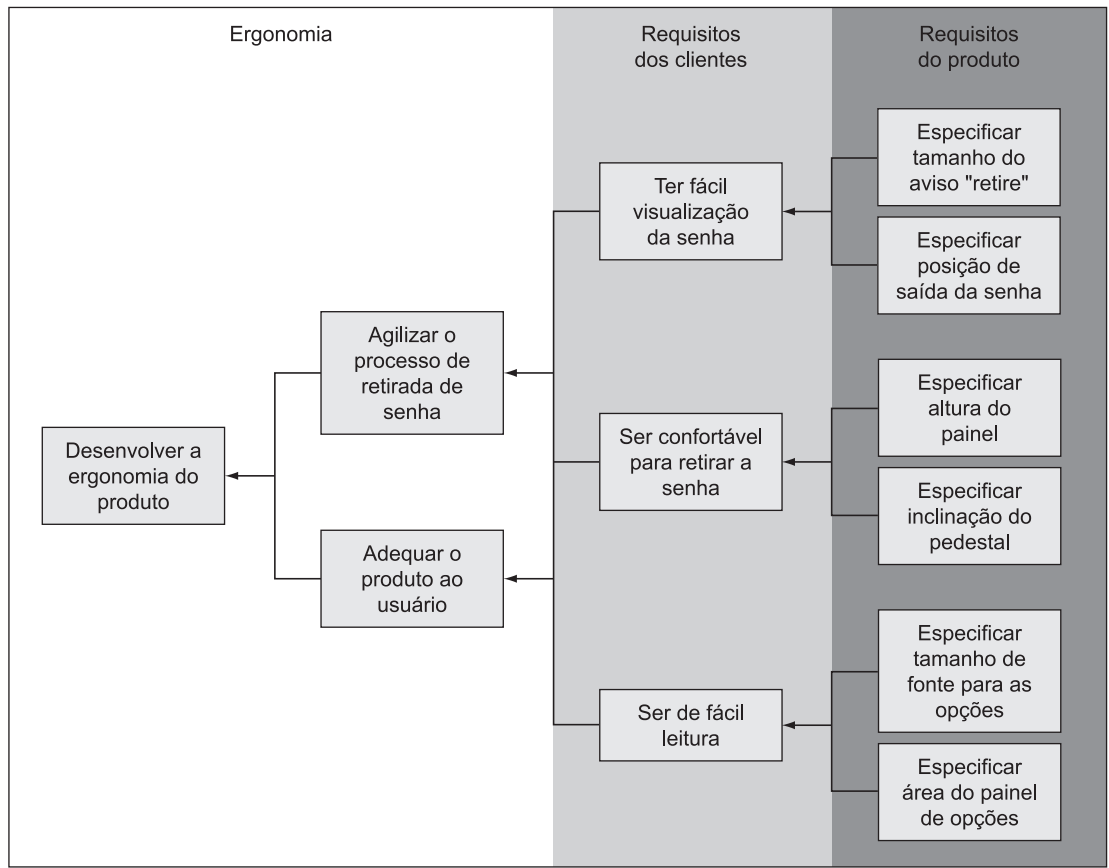 Ergonomia
Requisitos
dos clientes
Requisitos
do produto
Desenvolver a
ergonomia do
produto
Agilizar o
processo de
retirada de
senha
Adequar o
produto ao
usuário
Ter fácil
visualização
da senha
Ser confortável
para retirar a
senha
Ser de fácil
leitura
Especificar
tamanho do
aviso "retire"
Especificar
posição de
saída da senha
Especificar
altura do
painel
Especificar
inclinação do
pedestal
Especificar
tamanho de
fonte para as
opções
Especificar
área do painel
de opções